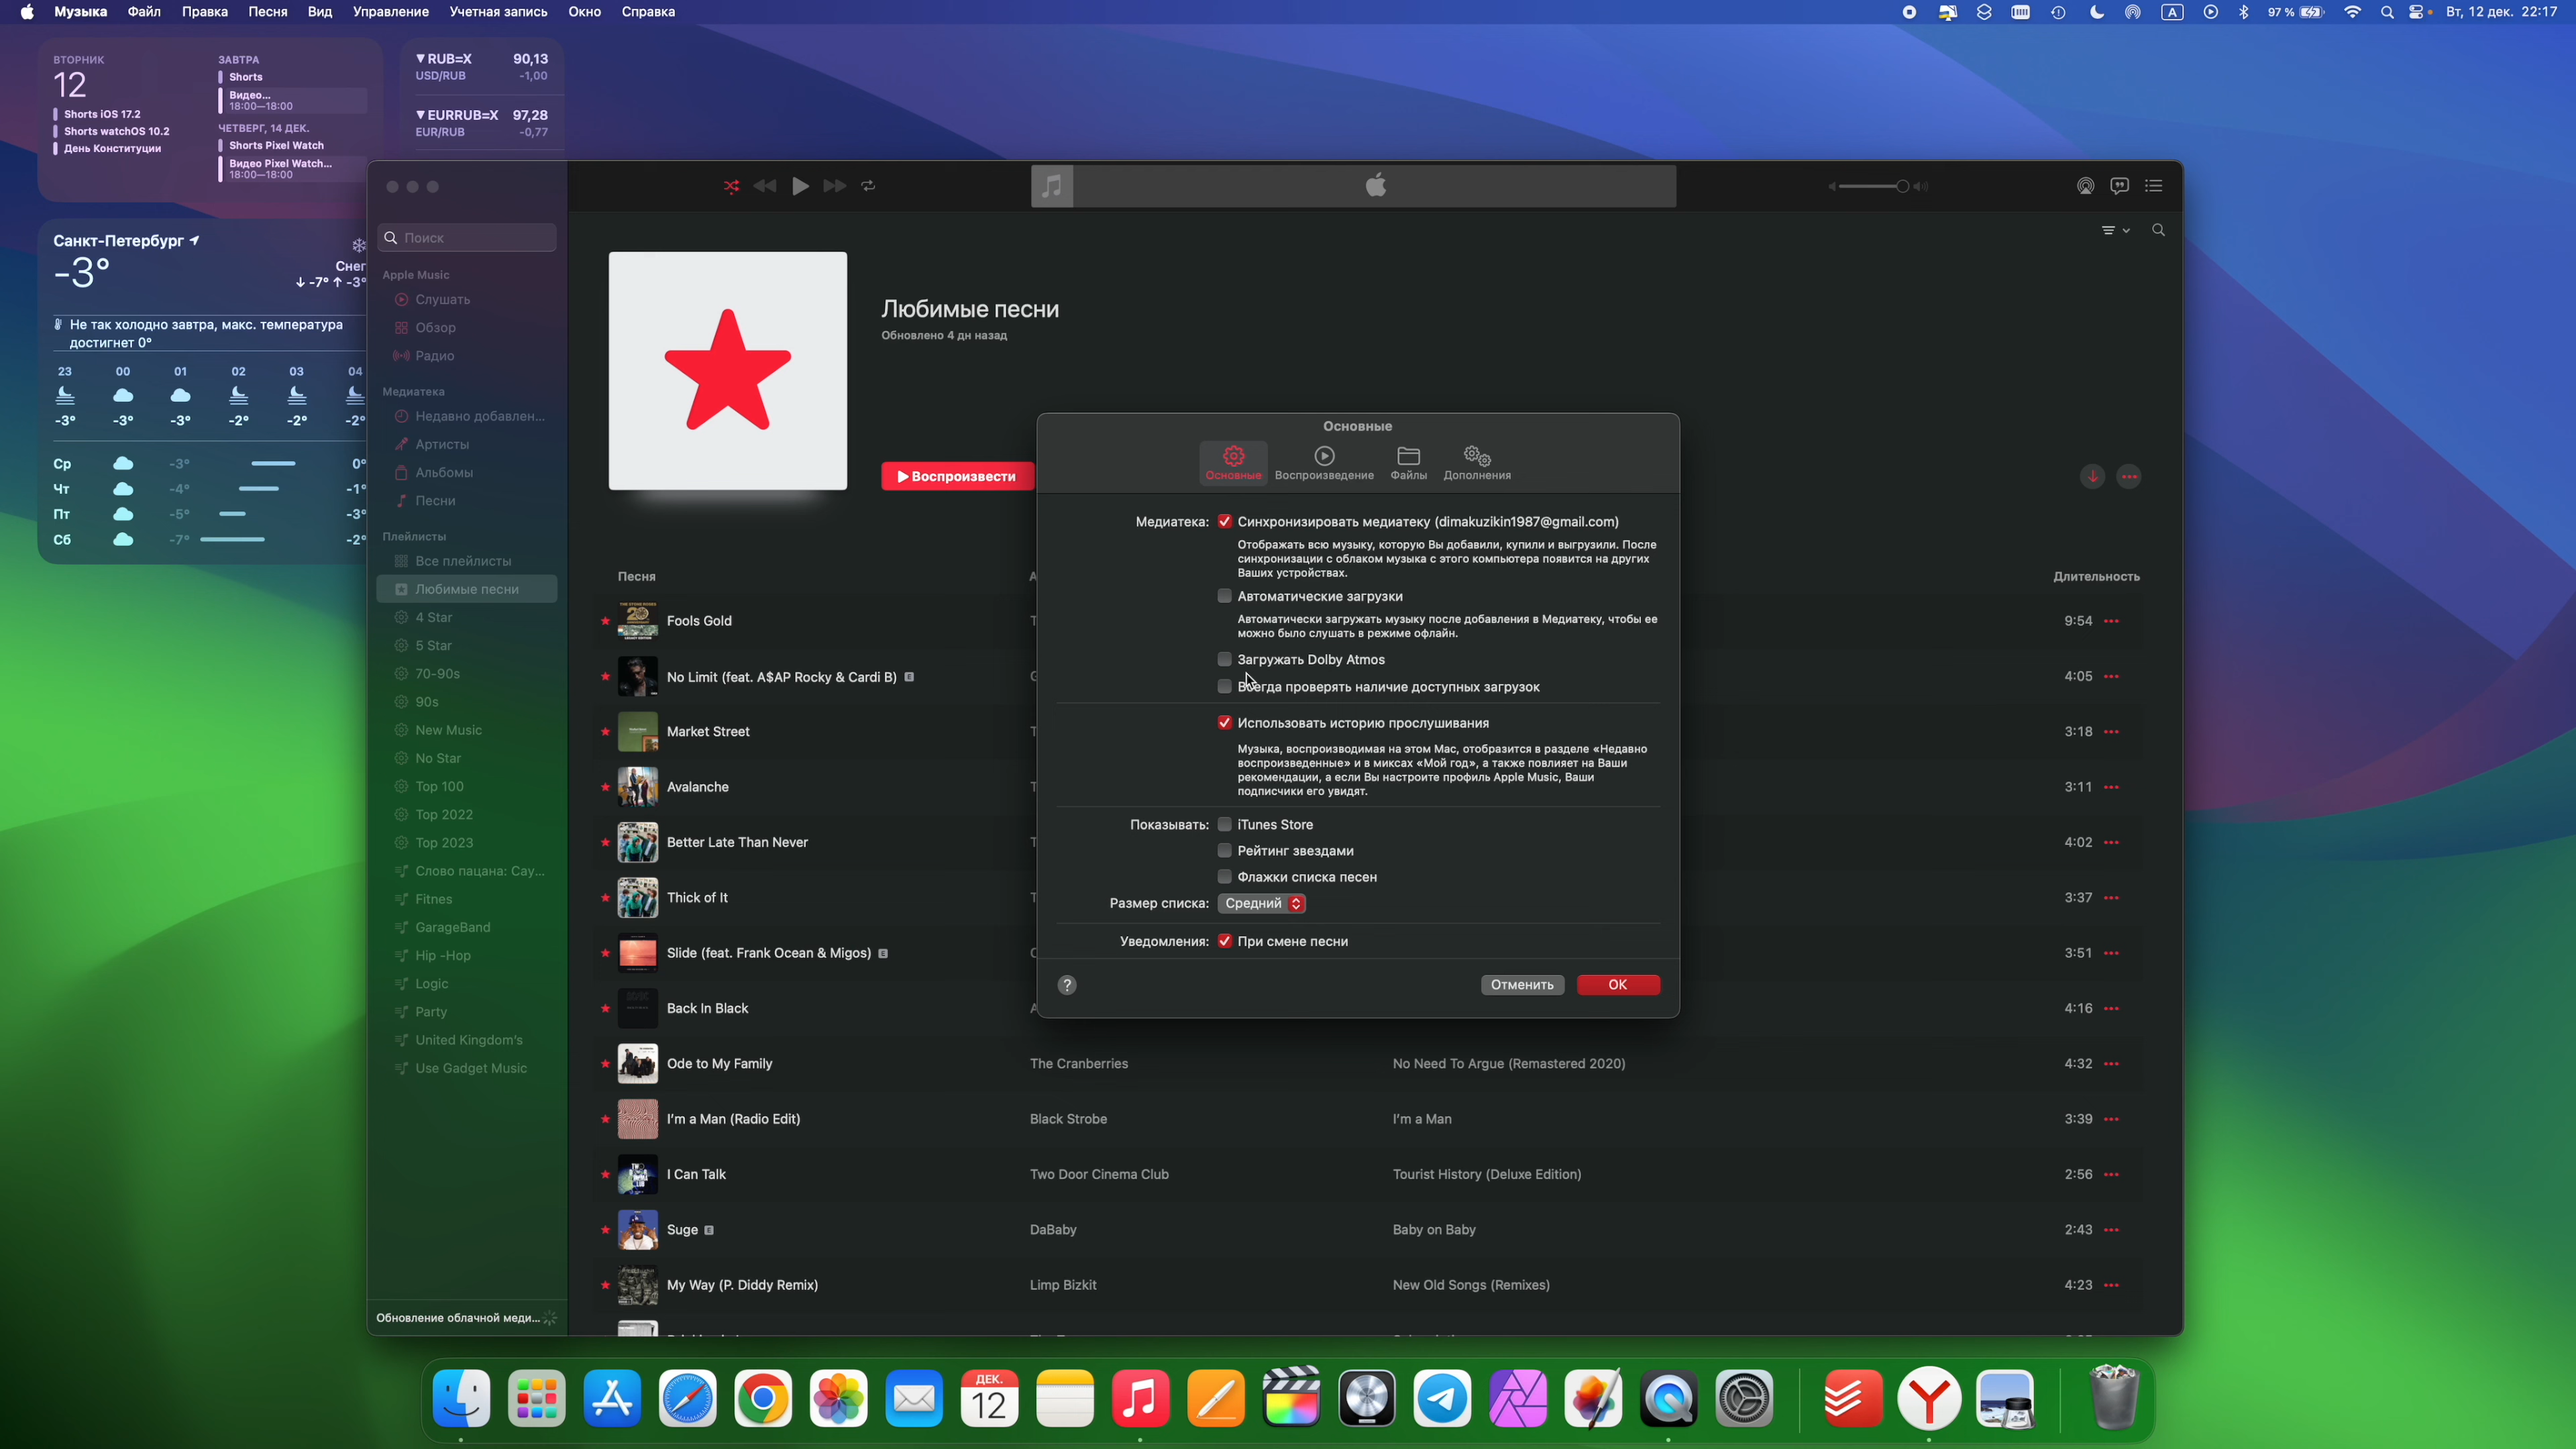 Музыка Файл Правка Песня Вид Управление Учетная запись Окно Справка
A 97 % Вт, 12 дек. 22:17
ВТОРНИК
12
Shorts iOS 17.2
Shorts watchOS 10.2
День Конституции
ЗАВТРА
Shorts
Видео...
18:00—18:00
ЧЕТВЕРГ, 14 ДЕК.
Shorts Pixel Watch
Видео Pixel Watch...
18:00—18:00
▼RUB=X 90,13
USD/RUB -1,00
▼EURRUB=X 97,28
EUR/RUB -0,77
Санкт-Петербург
-3°
Снег
↓-7° ↑-3°
Не так холодно завтра, макс. температура
достигнет 0°
23 00 01 02 03 04
-3° -3° -3° -2° -2° -2°
Ср -3° 0°
Чт -4° -1°
Пт -5° -3°
Сб -7° -2°
Поиск
Apple Music
Слушать
Обзор
Радио
Медиатека
Недавно добавлен...
Артисты
Альбомы
Песни
Плейлисты
Все плейлисты
Любимые песни
4 Star
5 Star
70-90s
90s
New Music
No Star
Top 100
Top 2022
Top 2023
Слово пацана: Сау...
Fitnes
GarageBand
Hip -Hop
Logic
Party
United Kingdom's
Use Gadget Music
Обновление облачной меди...
Любимые песни
Обновлено 4 дн назад
Воспроизвести
Песня Длительность
Fools Gold 9:54
No Limit (feat. A$AP Rocky & Cardi B) E 4:05
Market Street 3:18
Avalanche 3:11
Better Late Than Never 4:02
Thick of It 3:37
Slide (feat. Frank Ocean & Migos) E 3:51
Back In Black 4:16
Ode to My Family The Cranberries No Need To Argue (Remastered 2020) 4:32
I'm a Man (Radio Edit) Black Strobe I'm a Man 3:39
I Can Talk Two Door Cinema Club Tourist History (Deluxe Edition) 2:56
Suge E DaBaby Baby on Baby 2:43
My Way (P. Diddy Remix) Limp Bizkit New Old Songs (Remixes) 4:23
Основные
Основные Воспроизведение Файлы Дополнения
Медиатека: Синхронизировать медиатеку (dimakuzikin1987@gmail.com)
Отображать всю музыку, которую Вы добавили, купили и выгрузили. После
синхронизации с облаком музыка с этого компьютера появится на других
Ваших устройствах.
Автоматические загрузки
Автоматически загружать музыку после добавления в Медиатеку, чтобы ее
можно было слушать в режиме офлайн.
Загружать Dolby Atmos
Всегда проверять наличие доступных загрузок
Использовать историю прослушивания
Музыка, воспроизводимая на этом Mac, отобразится в разделе «Недавно
воспроизведенные» и в миксах «Мой год», а также повлияет на Ваши
рекомендации, а если Вы настроите профиль Apple Music, Ваши
подписчики его увидят.
Показывать: iTunes Store
Рейтинг звездами
Флажки списка песен
Размер списка: Средний
Уведомления: При смене песни
? Отменить OK
ДЕК.
12